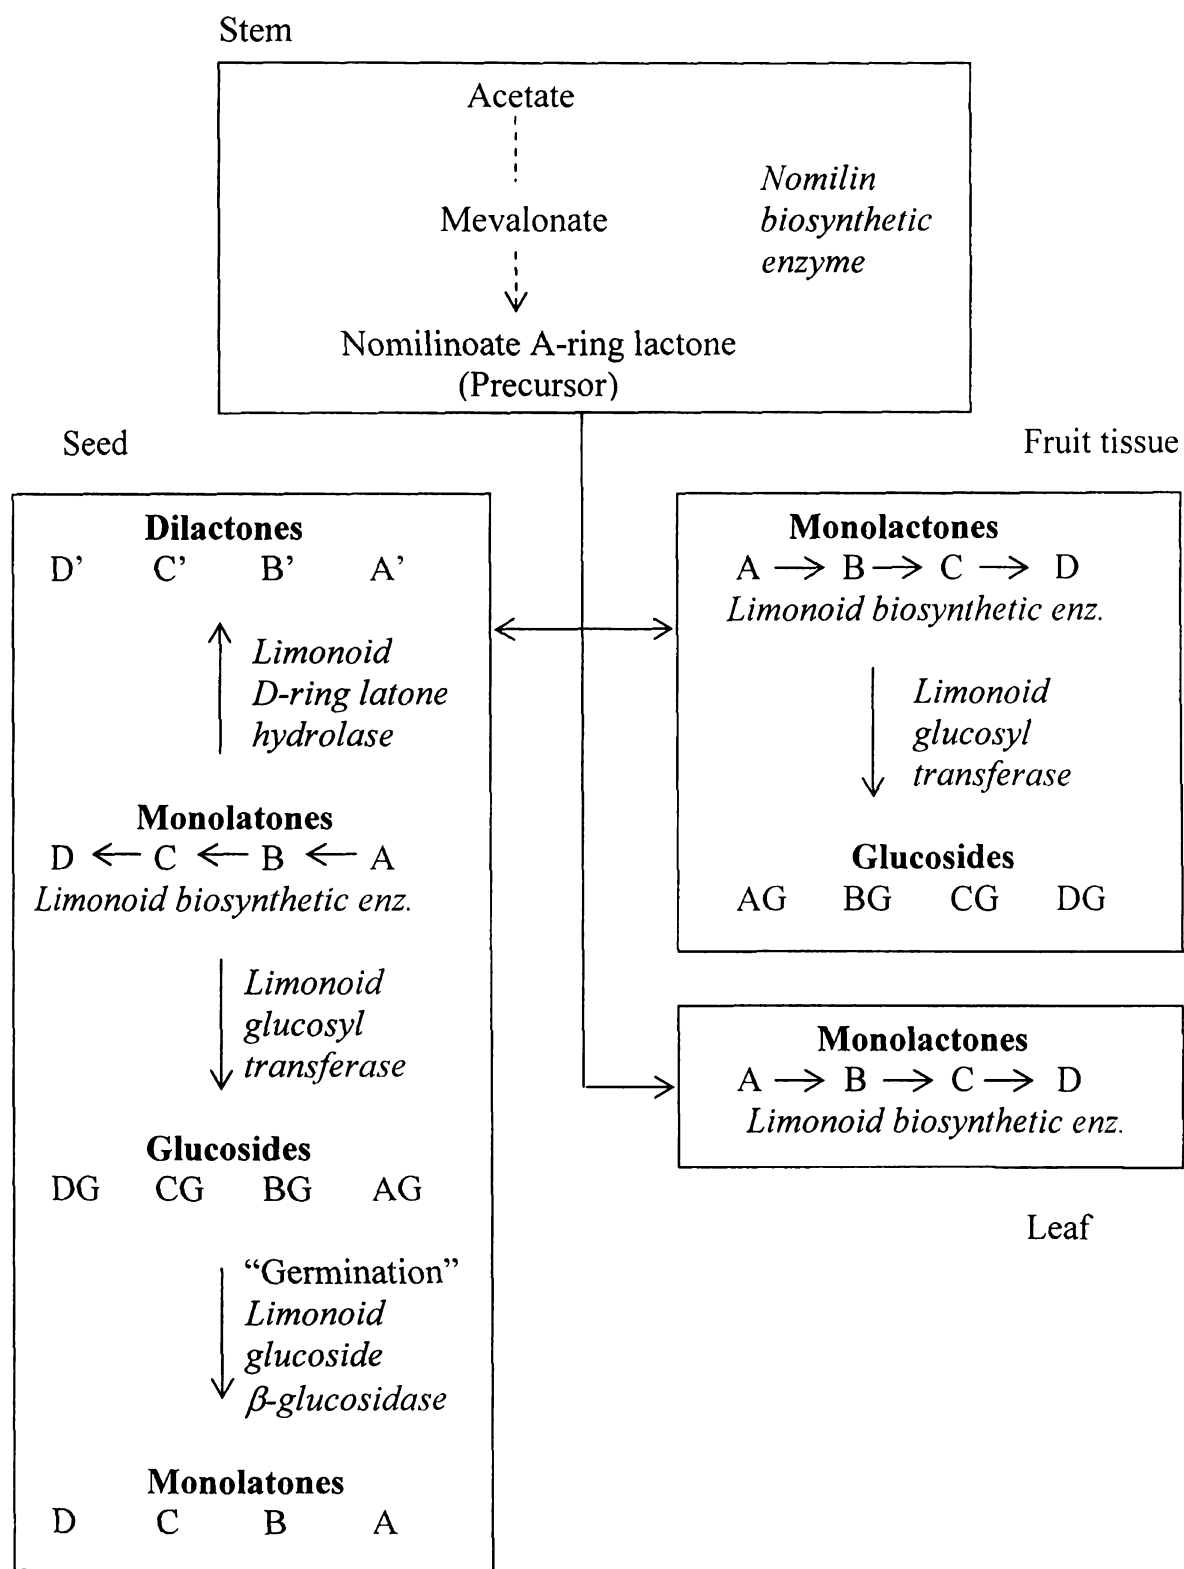 Stem
Acetate
Mevalonate
Nomilin
biosynthetic
enzyme
Nomilinoate A-ring lactone
(Precursor)
Seed
Dilactones
D’ C’ B’ A’
Limonoid
D-ring latone
hydrolase
Monolatones
D ← C ← B ← A
Limonoid biosynthetic enz.
Limonoid
glucosyl
transferase
Glucosides
DG CG BG AG
“Germination”
Limonoid
glucoside
β-glucosidase
Monolatones
D C B A
Fruit tissue
Monolactones
A → B → C → D
Limonoid biosynthetic enz.
Limonoid
glucosyl
transferase
Glucosides
AG BG CG DG
Monolactones
A → B → C → D
Limonoid biosynthetic enz.
Leaf